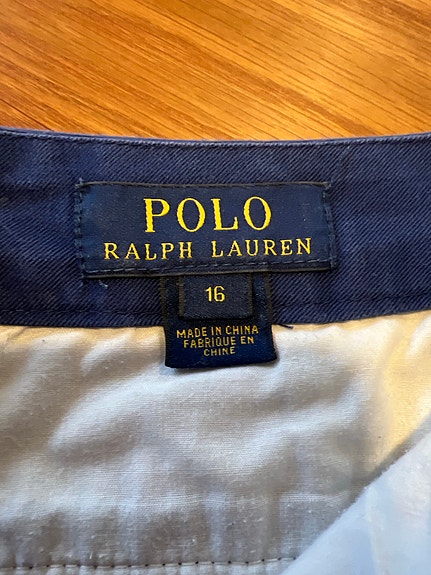 POLO
RALPH LAUREN
16
MADE IN CHINA
FABRIQUE EN
CHINE